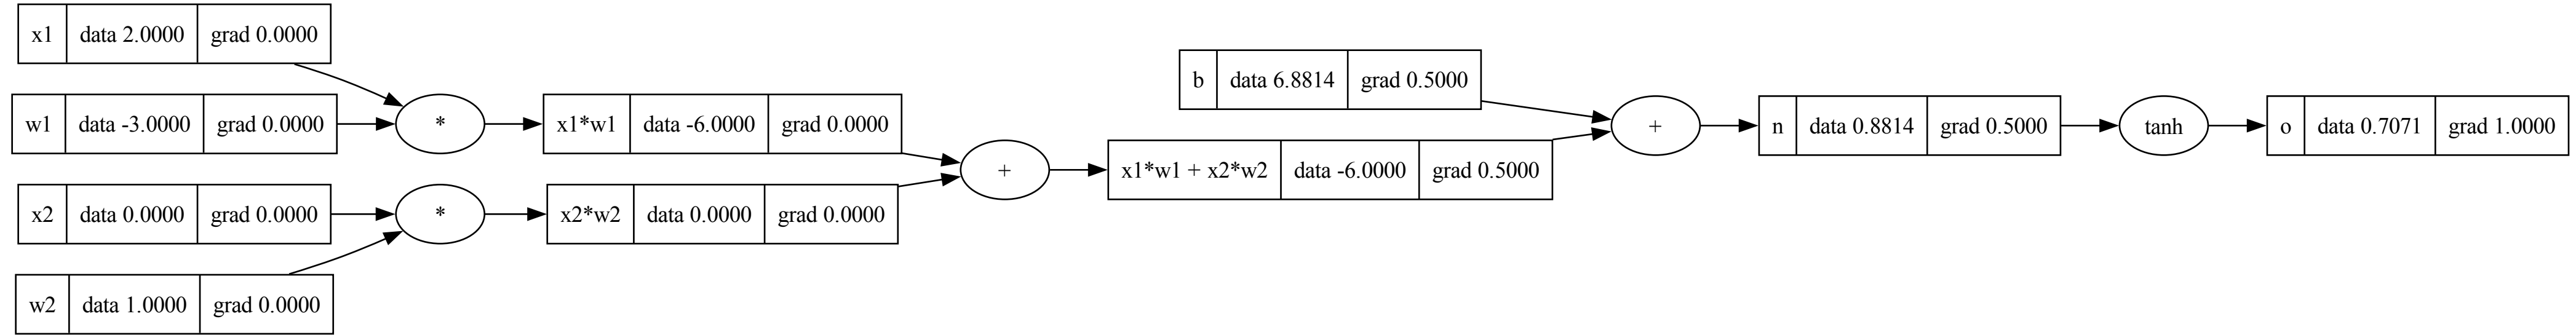 x1 data 2.0000 grad 0.0000
w1 data -3.0000 grad 0.0000
*
x1*w1 data -6.0000 grad 0.0000
x2 data 0.0000 grad 0.0000
w2 data 1.0000 grad 0.0000
*
x2*w2 data 0.0000 grad 0.0000
+
x1*w1 + x2*w2 data -6.0000 grad 0.5000
b data 6.8814 grad 0.5000
+
n data 0.8814 grad 0.5000
tanh
o data 0.7071 grad 1.0000